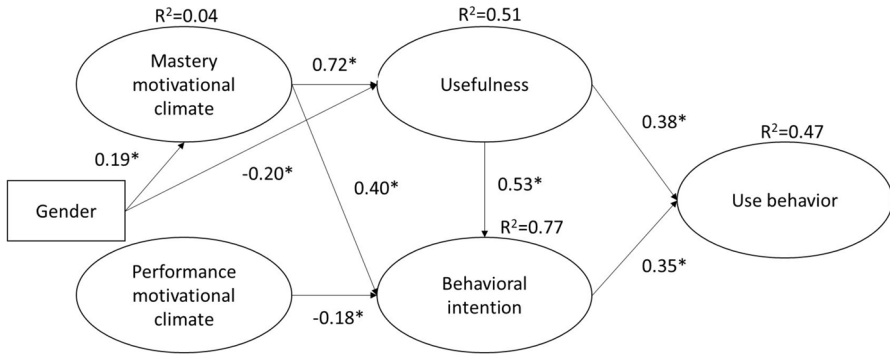 R²=0.04
Mastery
motivational
climate
0.72*
R²=0.51
Usefulness
0.38*
R²=0.47
Use behavior
0.19*
-0.20*
0.40*
0.53*
Gender
R²=0.77
Performance
motivational
climate
-0.18*
Behavioral
intention
0.35*